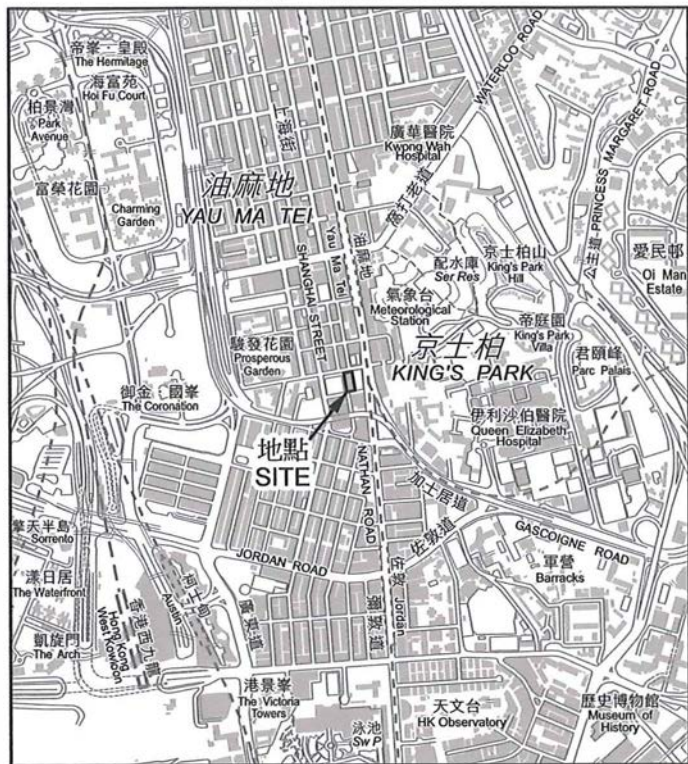 帝峯・皇殿
The Hermitage
海富苑
Hoi Fu Court
柏景灣
Park
Avenue
富榮花園
Charming
Garden
上海街
油麻地
YAU MA TEI
SHANGHAI STREET
Yau Ma Tei
油麻地
廣華醫院
Kwong Wah
Hospital
WATERLOO ROAD
窩打老道
公主道 PRINCESS MARGARET ROAD
配水庫
Ser Res
京士柏山
King's Park
Hill
愛民邨
Oi Man
Estate
氣象台
Meteorological
Station
京士柏
KING'S PARK
帝庭園
King's Park
Villa
君頤峰
Parc Palais
駿發花園
Prosperous
Garden
御金・國峯
The Coronation
伊利沙伯醫院
Queen Elizabeth
Hospital
地點
SITE
NATHAN ROAD
加士居道
GASCOIGNE ROAD
擎天半島
Sorrento
JORDAN ROAD
佐敦道
佐敦 Jordan
軍營
Barracks
漾日居
The Waterfront
柯士甸
Austin
廣東道
彌敦道
凱旋門
The Arch
香港西九龍
Hong Kong
West Kowloon
港景峯
The Victoria
Towers
泳池
Sw P
天文台
HK Observatory
歷史博物館
Museum of
History